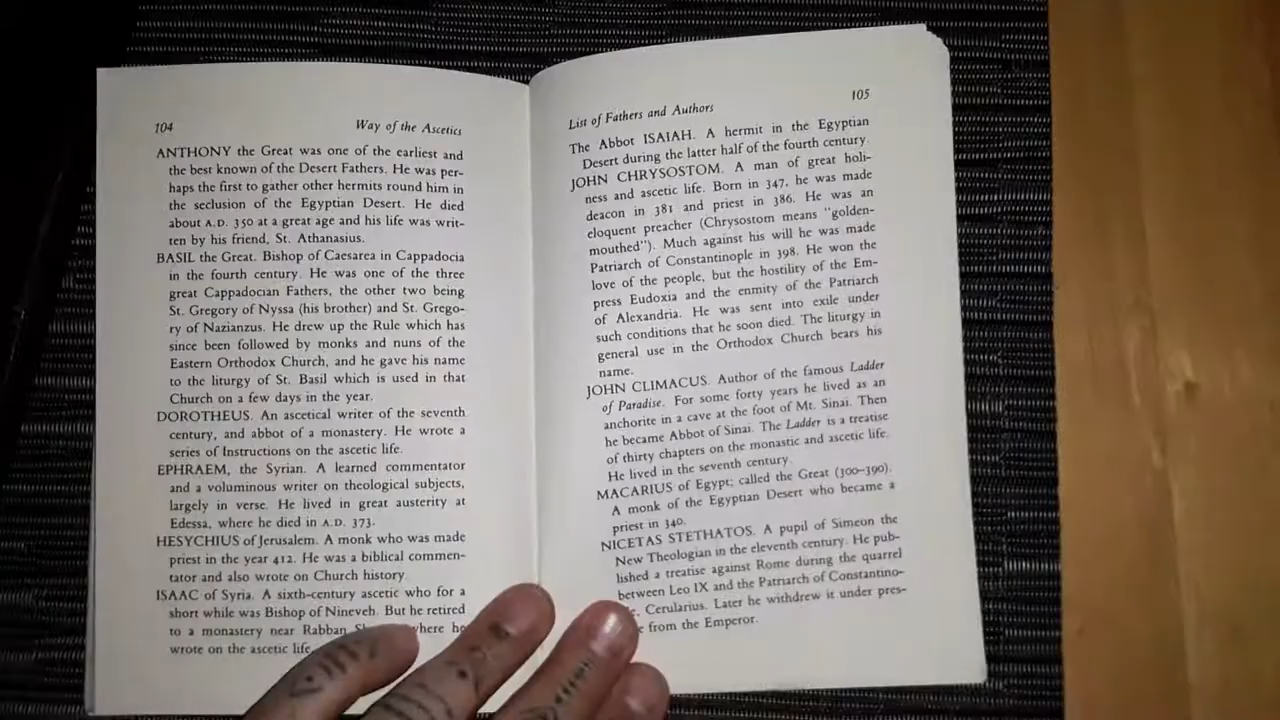 104 Way of the Ascetics
ANTHONY the Great was one of the earliest and
the best known of the Desert Fathers. He was per-
haps the first to gather other hermits round him in
the seclusion of the Egyptian Desert. He died
about A.D. 350 at a great age and his life was writ-
ten by his friend, St. Athanasius.
BASIL the Great. Bishop of Caesarea in Cappadocia
in the fourth century. He was one of the three
great Cappadocian Fathers, the other two being
St. Gregory of Nyssa (his brother) and St. Grego-
ry of Nazianzus. He drew up the Rule which has
since been followed by monks and nuns of the
Eastern Orthodox Church, and he gave his name
to the liturgy of St. Basil which is used in that
Church on a few days in the year.
DOROTHEUS. An ascetical writer of the seventh
century, and abbot of a monastery. He wrote a
series of Instructions on the ascetic life.
EPHRAEM, the Syrian. A learned commentator
and a voluminous writer on theological subjects,
largely in verse. He lived in great austerity at
Edessa, where he died in A.D. 373.
HESYCHIUS of Jerusalem. A monk who was made
priest in the year 412. He was a biblical commen-
tator and also wrote on Church history
ISAAC of Syria. A sixth-century ascetic who for a
short while was Bishop of Nineveh. But he retired
to a monastery near Rabban where he
wrote on the ascetic life
List of Fathers and Authors 105
The Abbot ISAIAH. A hermit in the Egyptian
Desert during the latter half of the fourth century.
JOHN CHRYSOSTOM. A man of great holi-
ness and ascetic life. Born in 347, he was made
deacon in 381 and priest in 386. He was an
eloquent preacher (Chrysostom means "golden-
mouthed"). Much against his will he was made
Patriarch of Constantinople in 398. He won the
love of the people, but the hostility of the Em-
press Eudoxia and the enmity of the Patriarch
of Alexandria. He was sent into exile under
such conditions that he soon died. The liturgy in
general use in the Orthodox Church bears his
name.
JOHN CLIMACUS. Author of the famous Ladder
of Paradise. For some forty years he lived as an
anchorite in a cave at the foot of Mt. Sinai. Then
he became Abbot of Sinai. The Ladder is a treatise
of thirty chapters on the monastic and ascetic life.
He lived in the seventh century.
MACARIUS of Egypt; called the Great (300-390).
A monk of the Egyptian Desert who became a
priest in 340.
NICETAS STETHATOS. A pupil of Simeon the
New Theologian in the eleventh century. He pub-
lished a treatise against Rome during the quarrel
between Leo IX and the Patriarch of Constantino-
Cerularius. Later he withdrew it under pres-
from the Emperor.